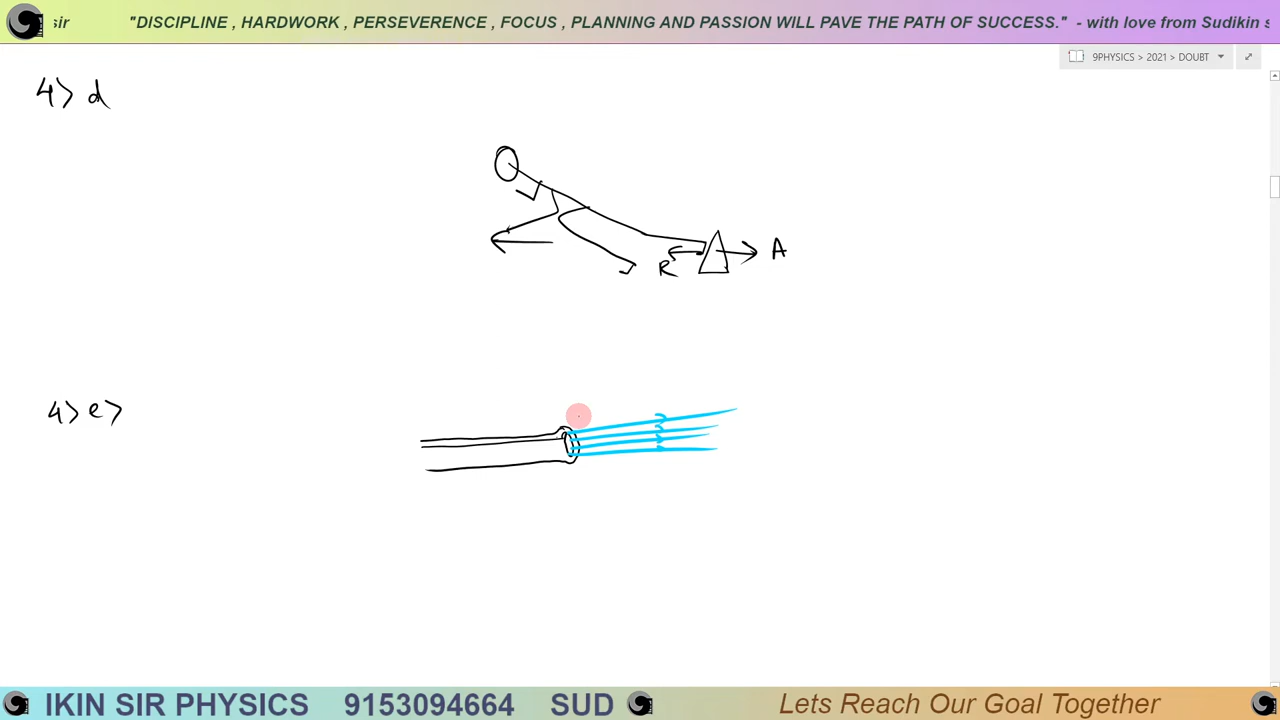 sir "DISCIPLINE , HARDWORK , PERSEVERENCE , FOCUS , PLANNING AND PASSION WILL PAVE THE PATH OF SUCCESS." - with love from Sudikin s
9PHYSICS > 2021 > DOUBT
4> d
R A
4> e>
IKIN SIR PHYSICS 9153094664 SUD Lets Reach Our Goal Together